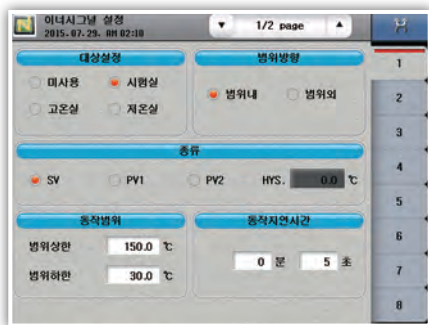 이너시그널 설정
2015.07.29. AM 02:10
1/2 page
대상설정
미사용 시험실
고온실 저온실
범위방향
범위내 범위외
종류
SV PV1 PV2 HYS. 0.0 ℃
동작범위
범위상한 150.0 ℃
범위하한 30.0 ℃
동작지연시간
0 분 5 초
1
2
3
4
5
6
7
8